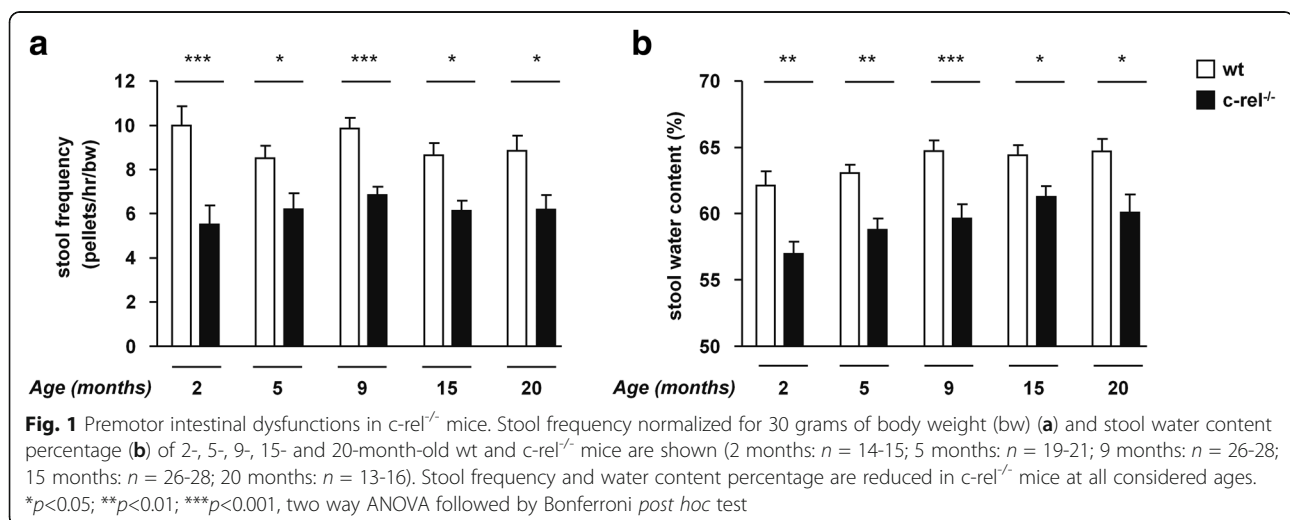 a
*** * *** * *
stool frequency
(pellets/hr/bw)
12
10
8
6
4
2
0
Age (months) 2 5 9 15 20
b
** ** *** * *
stool water content (%)
70
65
60
55
50
Age (months) 2 5 9 15 20
wt
c-rel-/-
Fig. 1 Premotor intestinal dysfunctions in c-rel-/- mice. Stool frequency normalized for 30 grams of body weight (bw) (a) and stool water content
percentage (b) of 2-, 5-, 9-, 15- and 20-month-old wt and c-rel-/- mice are shown (2 months: n = 14-15; 5 months: n = 19-21; 9 months: n = 26-28;
15 months: n = 26-28; 20 months: n = 13-16). Stool frequency and water content percentage are reduced in c-rel-/- mice at all considered ages.
*p<0.05; **p<0.01; ***p<0.001, two way ANOVA followed by Bonferroni post hoc test